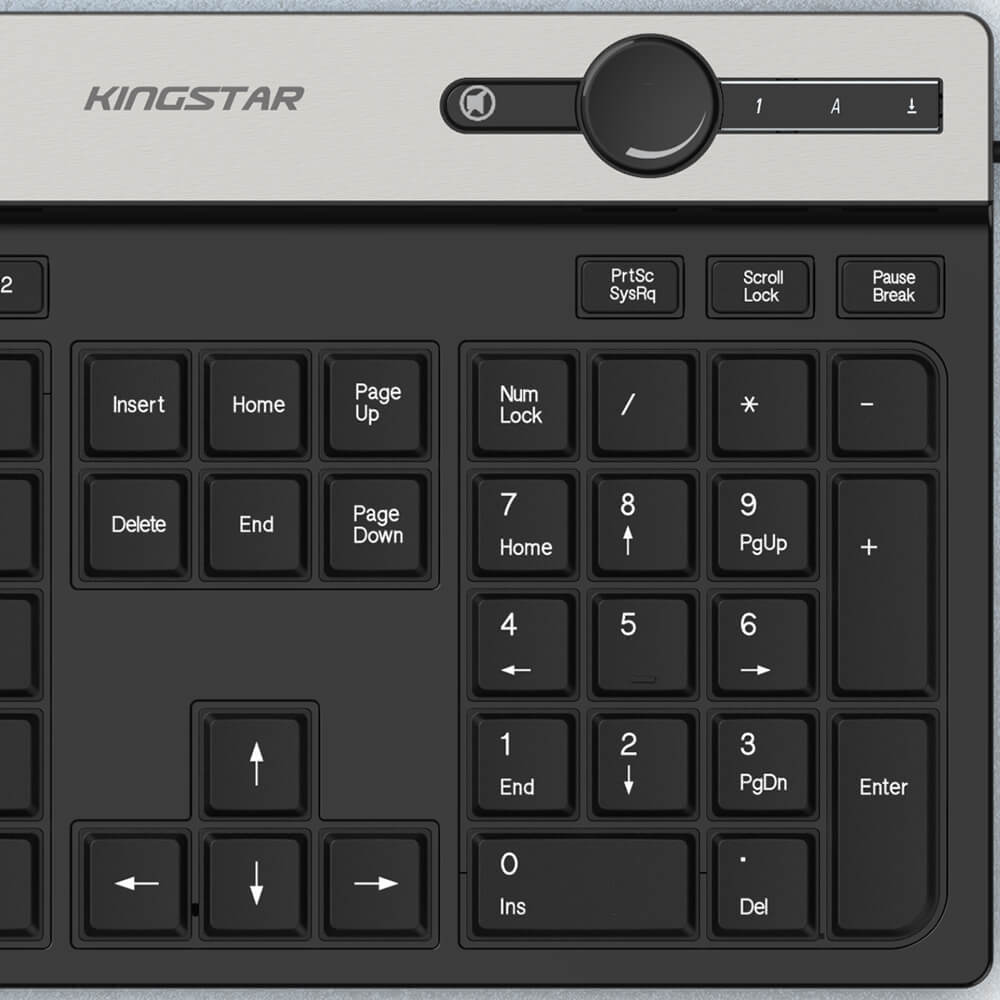 KINGSTAR
1 A
2
PrtSc
SysRq
Scroll
Lock
Pause
Break
Insert
Home
Page
Up
Num
Lock
/
*
-
Delete
End
Page
Down
7
Home
8
↑
9
PgUp
+
4
←
5
6
→
↑
1
End
2
↓
3
PgDn
Enter
←
↓
→
0
Ins
.
Del